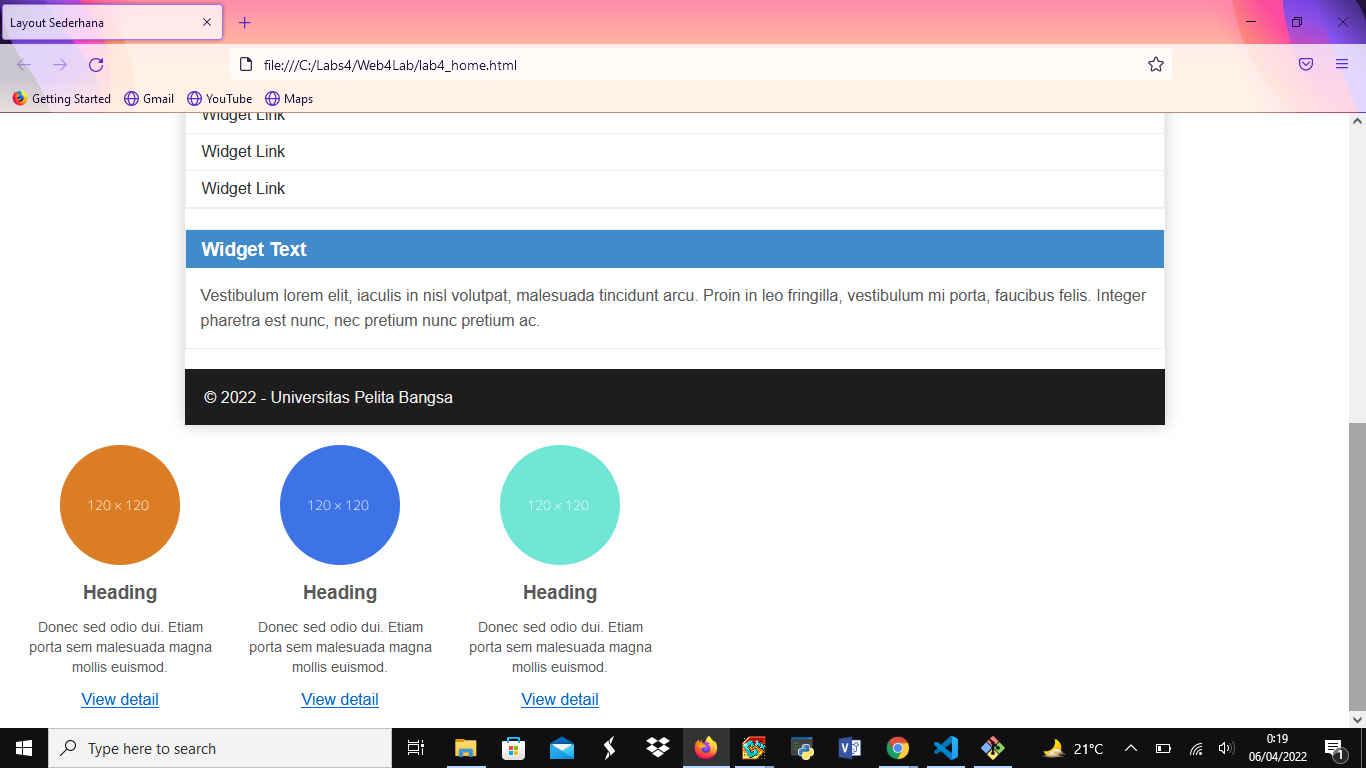 Layout Sederhana
file:///C:/Labs4/Web4Lab/lab4_home.html
Getting Started Gmail YouTube Maps
Widget Link
Widget Link
Widget Link
Widget Text
Vestibulum lorem elit, iaculis in nisl volutpat, malesuada tincidunt arcu. Proin in leo fringilla, vestibulum mi porta, faucibus felis. Integer
pharetra est nunc, nec pretium nunc pretium ac.
© 2022 - Universitas Pelita Bangsa
120 × 120
Heading
Donec sed odio dui. Etiam
porta sem malesuada magna
mollis euismod.
View detail
120 × 120
Heading
Donec sed odio dui. Etiam
porta sem malesuada magna
mollis euismod.
View detail
120 × 120
Heading
Donec sed odio dui. Etiam
porta sem malesuada magna
mollis euismod.
View detail
Type here to search
21°C
0:19
06/04/2022
1